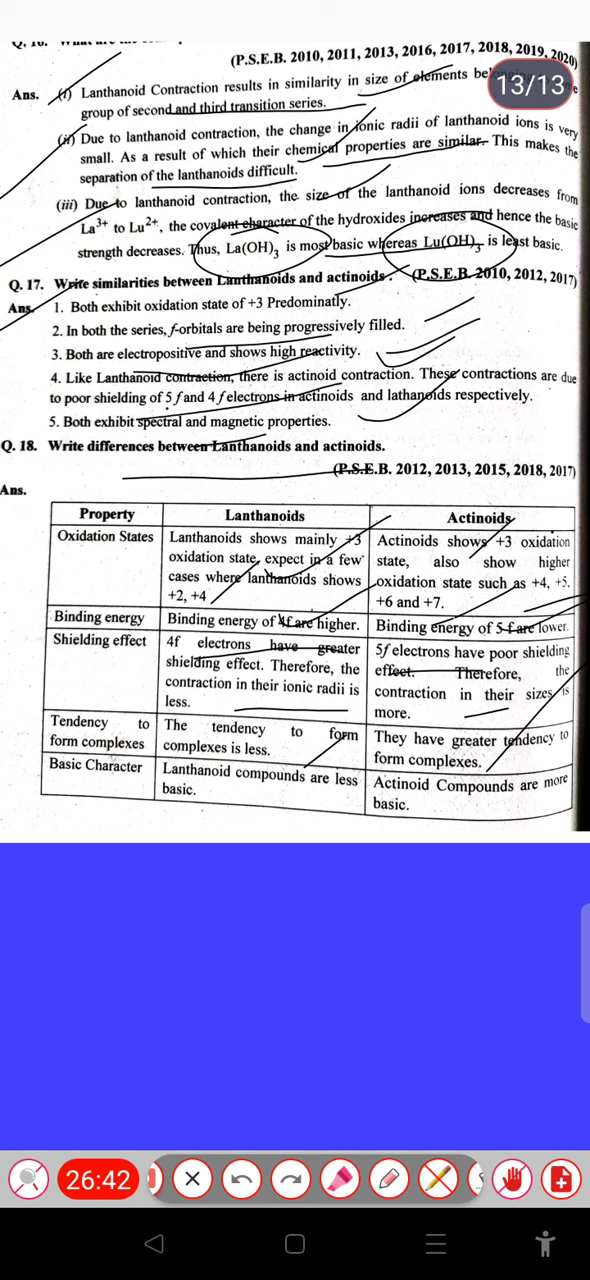 (P.S.E.B. 2010, 2011, 2013, 2016, 2017, 2018, 2019, 2020)
13/13
Ans. (i) Lanthanoid Contraction results in similarity in size of elements
group of second and third transition series.
(ii) Due to lanthanoid contraction, the change in ionic radii of lanthanoid ions is very
small. As a result of which their chemical properties are similar. This makes the
separation of the lanthanoids difficult.
(iii) Due to lanthanoid contraction, the size of the lanthanoid ions decreases from
La3+ to Lu2+, the covalent character of the hydroxides increases and hence the basic
strength decreases. Thus, La(OH)3 is most basic whereas Lu(OH)3 is least basic.
Q. 17. Write similarities between Lanthanoids and actinoids. (P.S.E.B. 2010, 2012, 2017)
Ans. 1. Both exhibit oxidation state of +3 Predominatly.
2. In both the series, f-orbitals are being progressively filled.
3. Both are electropositive and shows high reactivity.
4. Like Lanthanoid contraction, there is actinoid contraction. These contractions are due
to poor shielding of 5 f and 4 f electrons in actinoids and lathanoids respectively.
5. Both exhibit spectral and magnetic properties.
Q. 18. Write differences between Lanthanoids and actinoids.
(P.S.E.B. 2012, 2013, 2015, 2018, 2017)
Ans.
Property Lanthanoids Actinoids
Oxidation States Lanthanoids shows mainly +3 Actinoids shows +3 oxidation
oxidation state, expect in a few state, also show higher
cases where lanthanoids shows oxidation state such as +4, +5,
+2, +4 +6 and +7.
Binding energy Binding energy of 4f are higher. Binding energy of 5 f are lower.
Shielding effect 4f electrons have greater 5f electrons have poor shielding
shielding effect. Therefore, the effect. Therefore, the
contraction in their ionic radii is contraction in their sizes is
less. more.
Tendency to The tendency to form They have greater tendency to
form complexes complexes is less. form complexes.
Basic Character Lanthanoid compounds are less Actinoid Compounds are more
basic. basic.
26:42